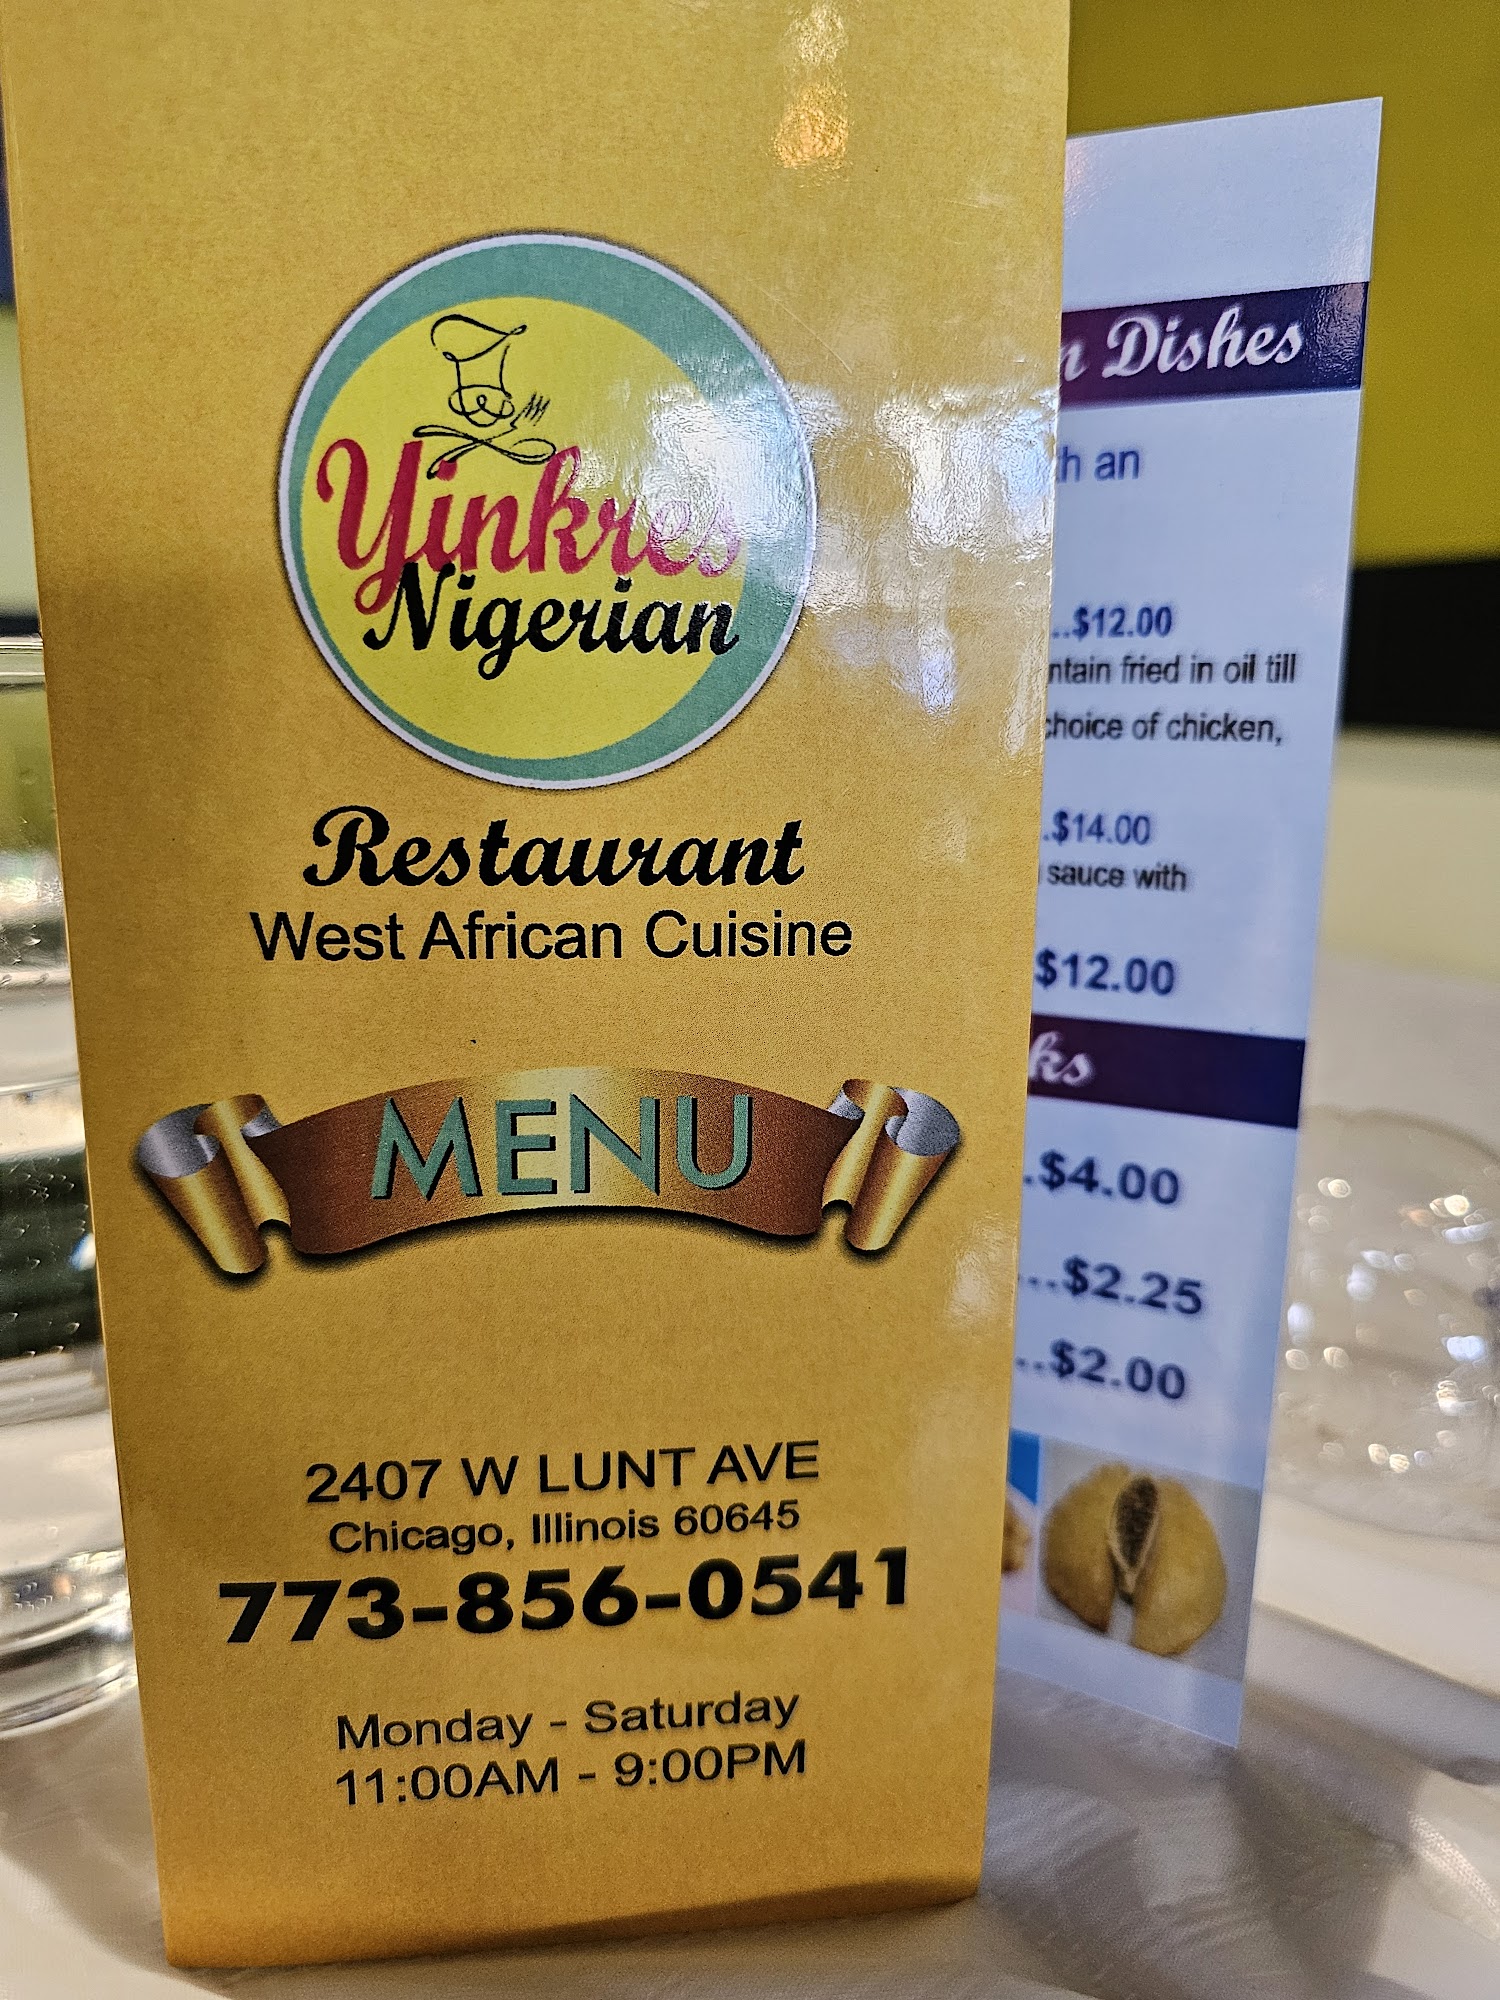 Yinkres
Nigerian
Restaurant
West African Cuisine
MENU
2407 W LUNT AVE
Chicago, Illinois 60645
773-856-0541
Monday - Saturday
11:00AM - 9:00PM
Dishes
an
..$12.00
fried in oil till
choice of chicken,
.$14.00
sauce with
$12.00
.$4.00
...$2.25
..$2.00